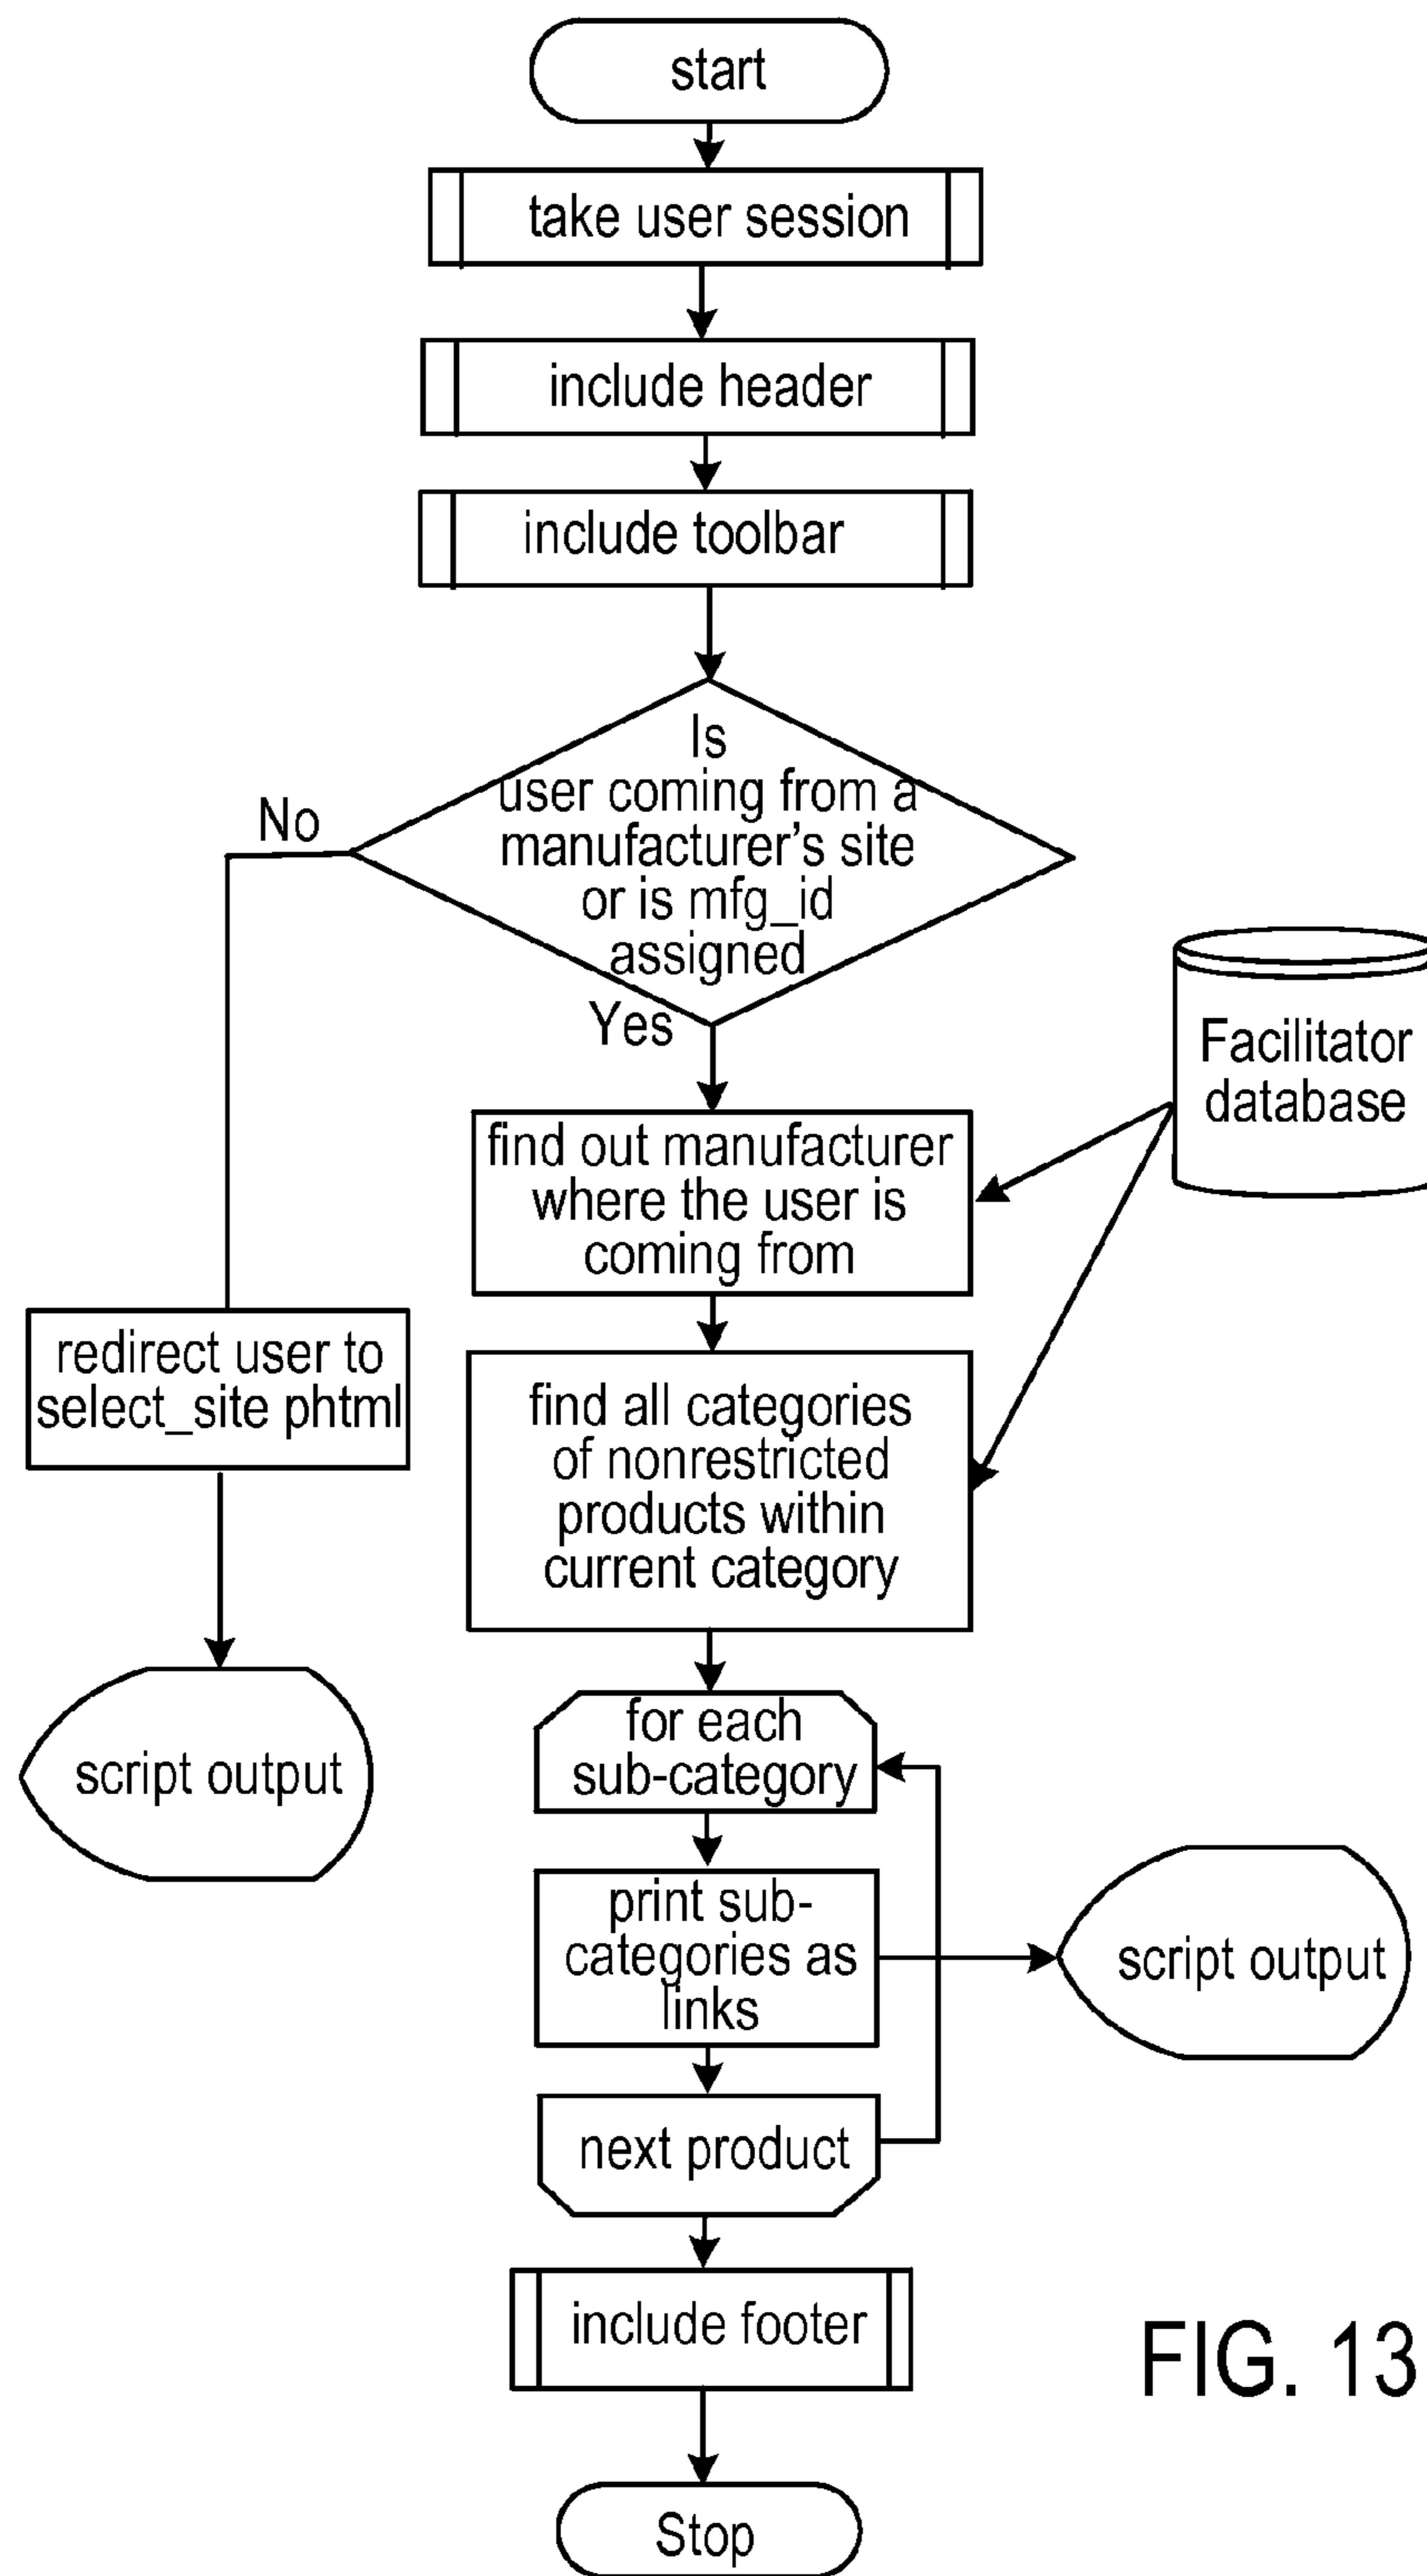 start
take user session
include header
include toolbar
Is
user coming from a
manufacturer's site
or is mfg_id
assigned
No
Yes
Facilitator
database
find out manufacturer
where the user is
coming from
redirect user to
select_site phtml
find all categories
of nonrestricted
products within
current category
for each
sub-category
script output
print sub-
categories as
links
script output
next product
include footer
FIG. 13
Stop